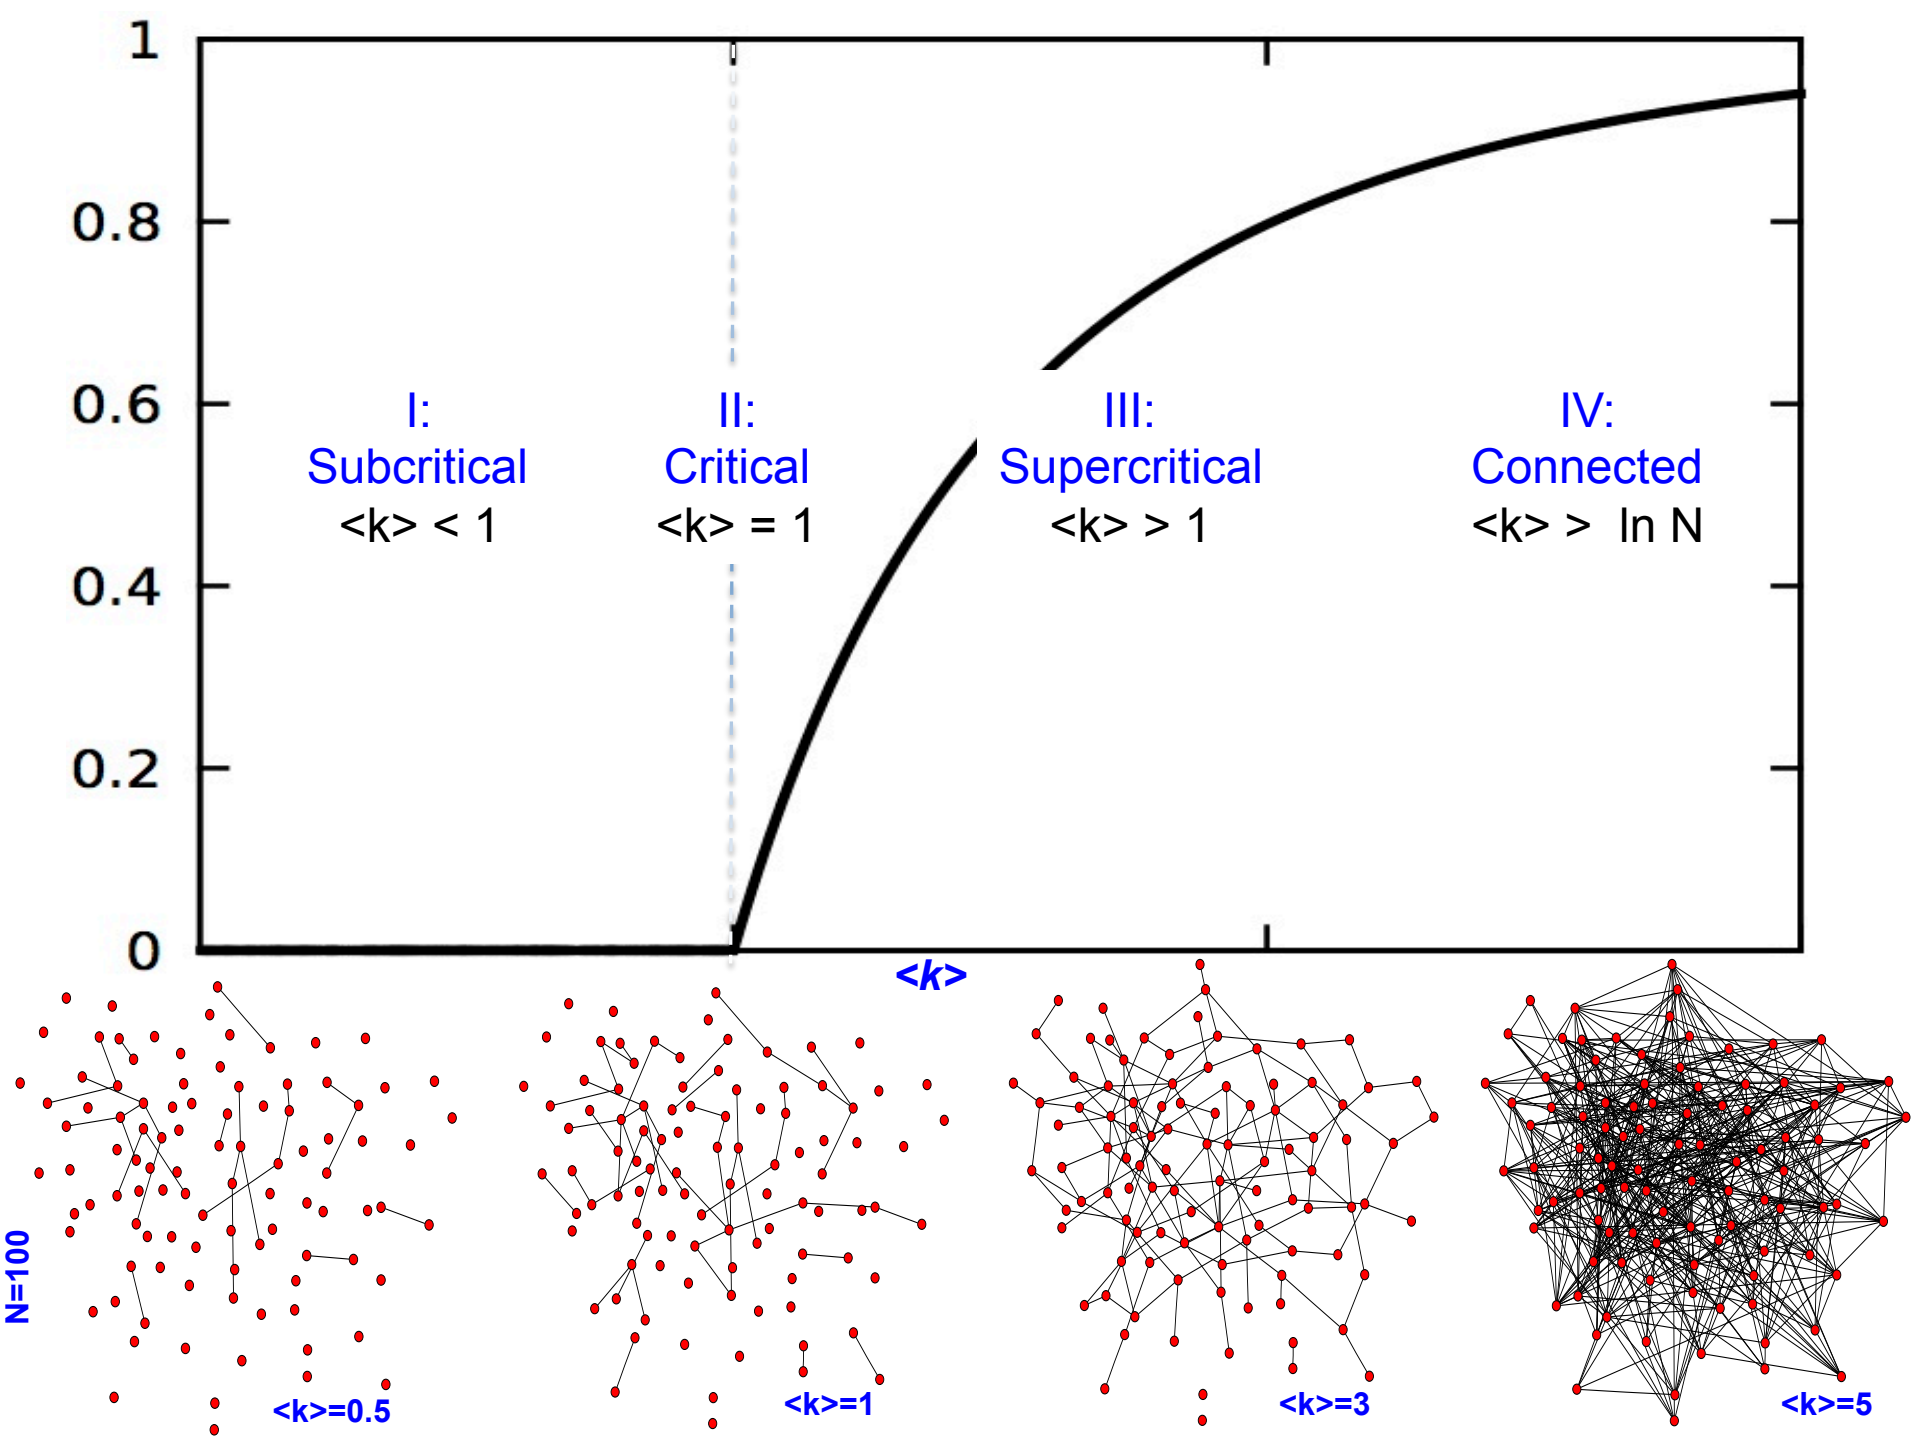 1
0.8
0.6
0.4
0.2
0
I:
Subcritical
<k> < 1
II:
Critical
<k> = 1
III:
Supercritical
<k> > 1
IV:
Connected
<k> > ln N
<k>
N=100
<k>=0.5
<k>=1
<k>=3
<k>=5